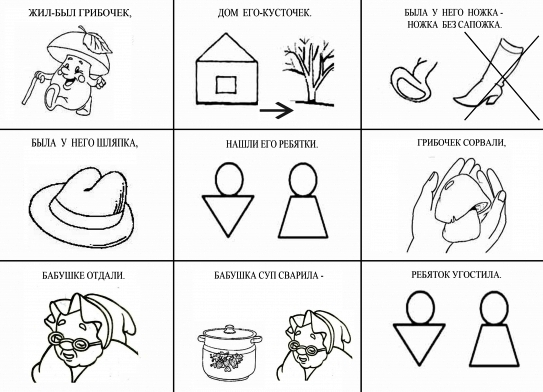 ЖИЛ-БЫЛ ГРИБОЧЕК,
ДОМ ЕГО-КУСТОЧЕК.
БЫЛА У НЕГО НОЖКА -
НОЖКА БЕЗ САПОЖКА.
БЫЛА У НЕГО ШЛЯПКА,
НАШЛИ ЕГО РЕБЯТКИ.
ГРИБОЧЕК СОРВАЛИ,
БАБУШКЕ ОТДАЛИ.
БАБУШКА СУП СВАРИЛА -
РЕБЯТОК УГОСТИЛА.